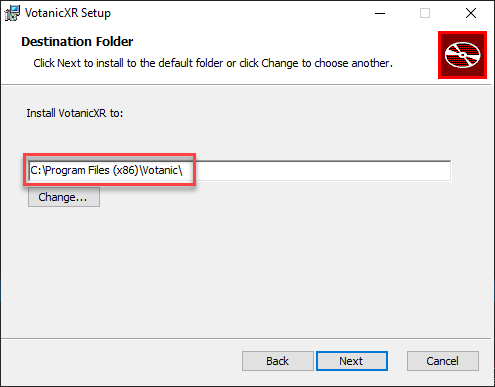 VotanicXR Setup
Destination Folder
Click Next to install to the default folder or click Change to choose another.
Install VotanicXR to:
C:\Program Files (x86)\Votanic\
Change...
Back
Next
Cancel